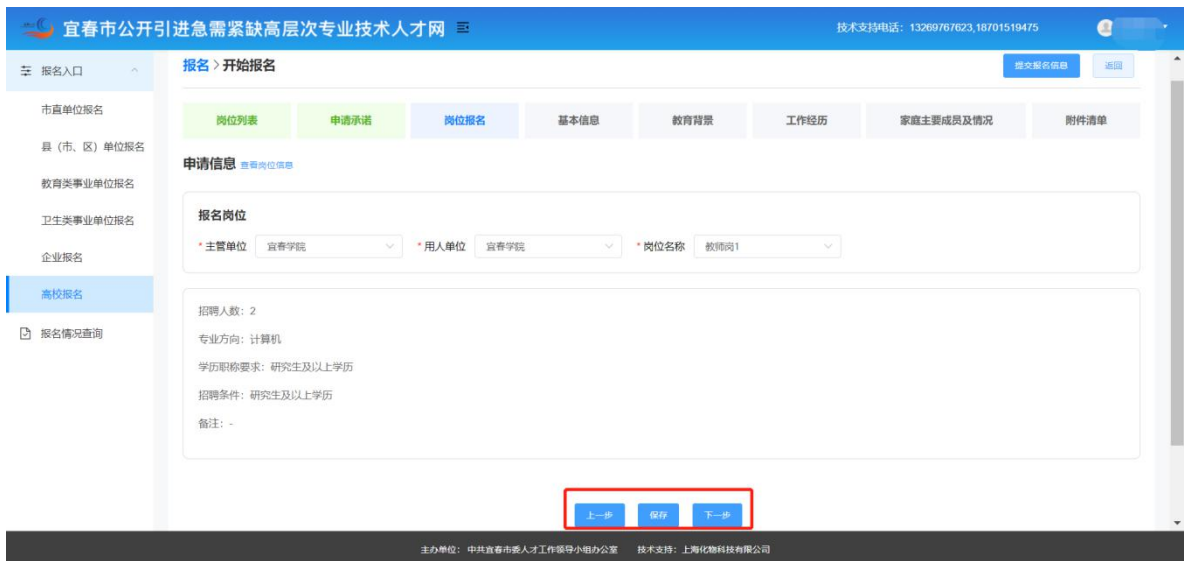 宜春市公开引进急需紧缺高层次专业技术人才网
技术支持电话：13269767623,18701519475
报名入口
市直单位报名
县（市、区）单位报名
教育类事业单位报名
卫生类事业单位报名
企业报名
高校报名
报名情况查询
报名 > 开始报名
提交报名信息 返回
岗位列表 申请承诺 岗位报名 基本信息 教育背景 工作经历 家庭主要成员及情况 附件清单
申请信息 查看岗位信息
报名岗位
* 主管单位 宜春学院 * 用人单位 宜春学院 * 岗位名称 教师岗1
招聘人数：2
专业方向：计算机
学历职称要求：研究生及以上学历
招聘条件：研究生及以上学历
备注：-
上一步 保存 下一步
主办单位：中共宜春市委人才工作领导小组办公室 技术支持：上海化物科技有限公司